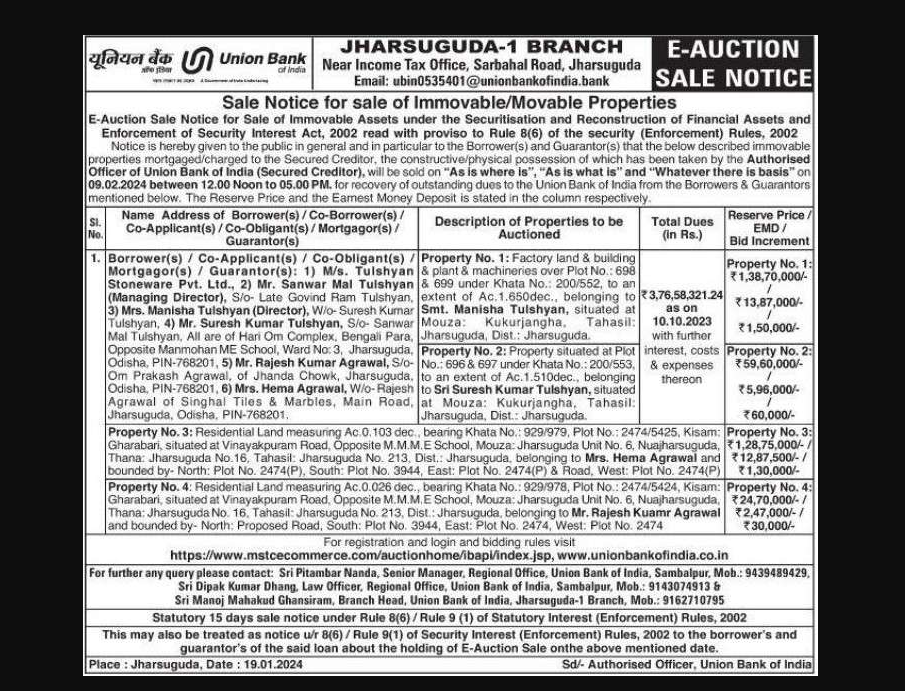 यूनियन बैंक
ऑफ इंडिया
Union Bank
of India
A Government of India Undertaking
JHARSUGUDA-1 BRANCH
Near Income Tax Office, Sarbahal Road, Jharsuguda
Email: ubin0535401@unionbankofindia.bank
E-AUCTION
SALE NOTICE
Sale Notice for sale of Immovable/Movable Properties
E-Auction Sale Notice for Sale of Immovable Assets under the Securitisation and Reconstruction of Financial Assets and
Enforcement of Security Interest Act, 2002 read with proviso to Rule 8(6) of the security (Enforcement) Rules, 2002
Notice is hereby given to the public in general and in particular to the Borrower(s) and Guarantor(s) that the below described immovable
properties mortgaged/charged to the Secured Creditor, the constructive/physical possession of which has been taken by the Authorised
Officer of Union Bank of India (Secured Creditor), will be sold on “As is where is”, “As is what is” and “Whatever there is basis” on
09.02.2024 between 12.00 Noon to 05.00 PM. for recovery of outstanding dues to the Union Bank of India from the Borrowers & Guarantors
mentioned below. The Reserve Price and the Earnest Money Deposit is stated in the column respectively.
Sl.
No.
Name Address of Borrower(s) / Co-Borrower(s) /
Co-Applicant(s) / Co-Obligant(s) / Mortgagor(s) /
Guarantor(s)
Description of Properties to be
Auctioned
Total Dues
(in Rs.)
Reserve Price /
EMD /
Bid Increment
1.
Borrower(s) / Co-Applicant(s) / Co-Obligant(s) /
Mortgagor(s) / Guarantor(s): 1) M/s. Tulshyan
Stoneware Pvt. Ltd., 2) Mr. Sanwar Mal Tulshyan
(Managing Director), S/o- Late Govind Ram Tulshyan,
3) Mrs. Manisha Tulshyan (Director), W/o- Suresh Kumar
Tulshyan, 4) Mr. Suresh Kumar Tulshyan, S/o- Sanwar
Mal Tulshyan. All are of Hari Om Complex, Bengali Para,
Opposite Manmohan ME School, Ward No: 3, Jharsuguda,
Odisha, PIN-768201, 5) Mr. Rajesh Kumar Agrawal, S/o-
Om Prakash Agrawal, of Jhanda Chowk, Jharsuguda,
Odisha, PIN-768201, 6) Mrs. Hema Agrawal, W/o- Rajesh
Agrawal of Singhal Tiles & Marbles, Main Road,
Jharsuguda, Odisha, PIN-768201.
Property No. 1: Factory land & building
& plant & machineries over Plot No.: 698
& 699 under Khata No.: 200/552, to an
extent of Ac.1.650dec., belonging to
Smt. Manisha Tulshyan, situated at
Mouza: Kukurjangha, Tahasil:
Jharsuguda, Dist.: Jharsuguda.
Property No. 2: Property situated at Plot
No.: 696 & 697 under Khata No.: 200/553,
to an extent of Ac.1.510dec., belonging
to Sri Suresh Kumar Tulshyan, situated
at Mouza: Kukurjangha, Tahasil:
Jharsuguda, Dist.: Jharsuguda.
₹3,76,58,321.24
as on
10.10.2023
with further
interest, costs
& expenses
thereon
Property No. 1:
₹1,38,70,000/-
/
₹13,87,000/-
/
₹1,50,000/-
Property No. 2:
₹59,60,000/-
/
₹5,96,000/-
/
₹60,000/-
Property No. 3: Residential Land measuring Ac.0.103 dec., bearing Khata No.: 929/979, Plot No.: 2474/5425, Kisam:
Gharabari, situated at Vinayakpuram Road, Opposite M.M.M.E School, Mouza: Jharsuguda Unit No. 6, Nuajharsuguda,
Thana: Jharsuguda No. 16, Tahasil: Jharsuguda No. 213, Dist.: Jharsuguda, belonging to Mrs. Hema Agrawal and
bounded by- North: Plot No. 2474(P), South: Plot No. 3944, East: Plot No. 2474(P) & Road, West: Plot No. 2474(P)
Property No. 3:
₹1,28,75,000/- /
₹12,87,500/- /
₹1,30,000/-
Property No. 4: Residential Land measuring Ac.0.026 dec., bearing Khata No.: 929/978, Plot No.: 2474/5424, Kisam:
Gharabari, situated at Vinayakpuram Road, Opposite M.M.M.E School, Mouza: Jharsuguda Unit No. 6, Nuajharsuguda,
Thana: Jharsuguda No. 16, Tahasil: Jharsuguda No. 213, Dist.: Jharsuguda, belonging to Mr. Rajesh Kuamr Agrawal
and bounded by- North: Proposed Road, South: Plot No. 3944, East: Plot No. 2474, West: Plot No. 2474
Property No. 4:
₹24,70,000/- /
₹2,47,000/- /
₹30,000/-
For registration and login and bidding rules visit
https://www.mstcecommerce.com/auctionhome/ibapi/index.jsp, www.unionbankofindia.co.in
For further any query please contact: Sri Pitambar Nanda, Senior Manager, Regional Office, Union Bank of India, Sambalpur, Mob.: 9439489429,
Sri Dipak Kumar Dhang, Law Officer, Regional Office, Union Bank of India, Sambalpur, Mob.: 9143074913 &
Sri Manoj Mahakud Ghansiram, Branch Head, Union Bank of India, Jharsuguda-1 Branch, Mob.: 9162710795
Statutory 15 days sale notice under Rule 8(6) / Rule 9 (1) of Statutory Interest (Enforcement) Rules, 2002
This may also be treated as notice u/r 8(6) / Rule 9(1) of Security Interest (Enforcement) Rules, 2002 to the borrower’s and
guarantor’s of the said loan about the holding of E-Auction Sale onthe above mentioned date.
Place : Jharsuguda, Date : 19.01.2024
Sd/- Authorised Officer, Union Bank of India